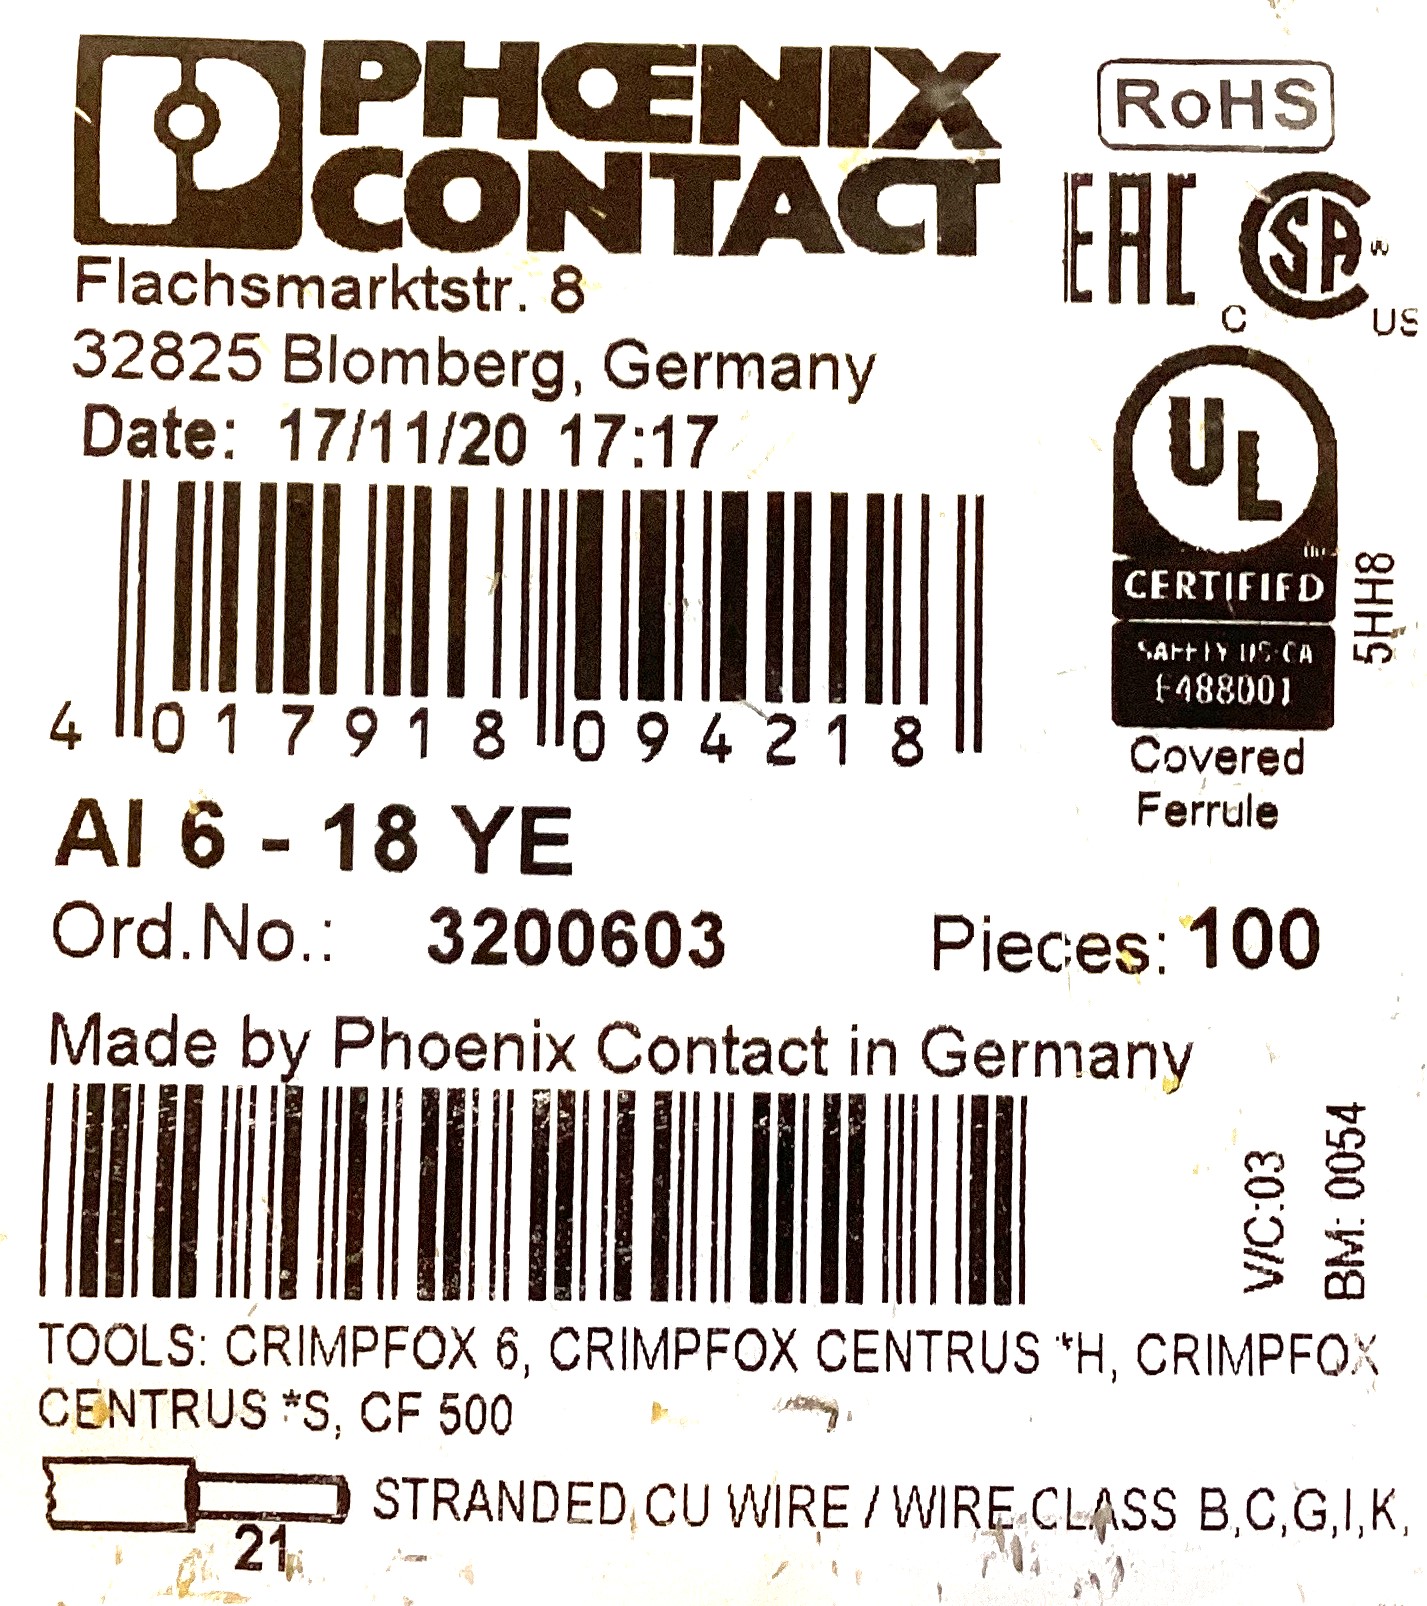 PHOENIX
CONTACT
Flachsmarktstr. 8
32825 Blomberg, Germany
Date: 17/11/20 17:17
4 017918 094218
AI 6 - 18 YE
Ord.No.: 3200603 Pieces: 100
Made by Phoenix Contact in Germany
TOOLS: CRIMPFOX 6, CRIMPFOX CENTRUS *H, CRIMPFOX
CENTRUS *S, CF 500
21
STRANDED CU WIRE / WIRE CLASS B,C,G,I,K,
RoHS
EAC
C SA US
UL
CERTIFIED
SAFETY US-CA
E488001
5HH8
Covered
Ferrule
V/C:03
BM: 0054